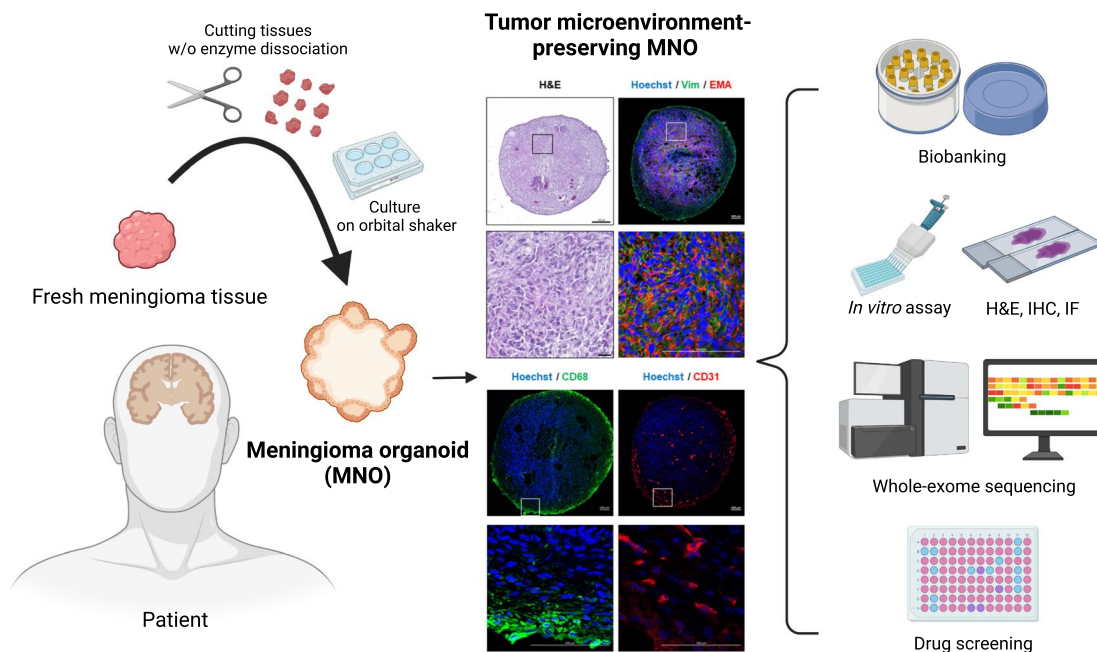 Cutting tissues
w/o enzyme dissociation
Culture
on orbital shaker
Fresh meningioma tissue
Meningioma organoid
(MNO)
Patient
Tumor microenvironment-
preserving MNO
H&E
Hoechst / Vim / EMA
Hoechst / CD68
Hoechst / CD31
Biobanking
In vitro assay
H&E, IHC, IF
Whole-exome sequencing
Drug screening